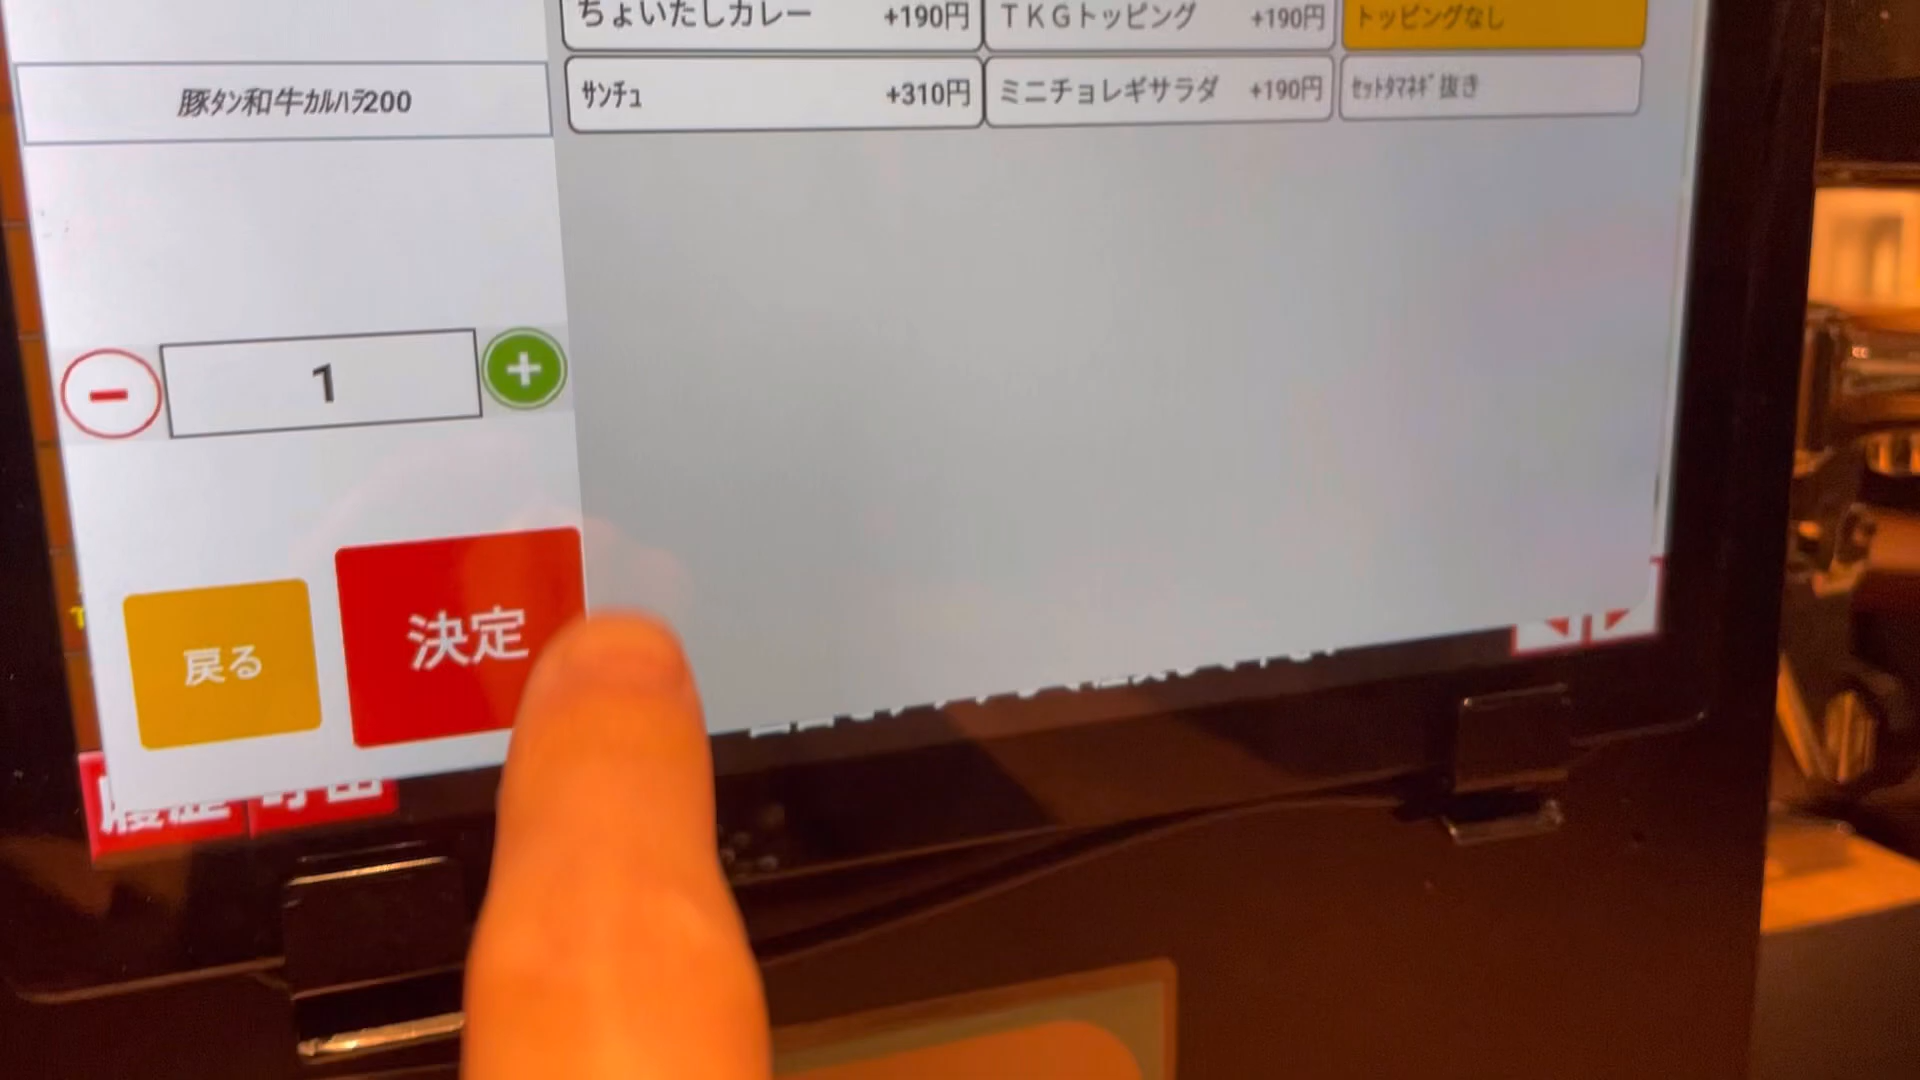 ちょいたしカレー +190円
TKGトッピング +190円
トッピングなし
豚タン和牛カルハラ200
サンチュ +310円
ミニチョレギサラダ +190円
セットタマネギ抜き
1
戻る
決定
履歴
呼出